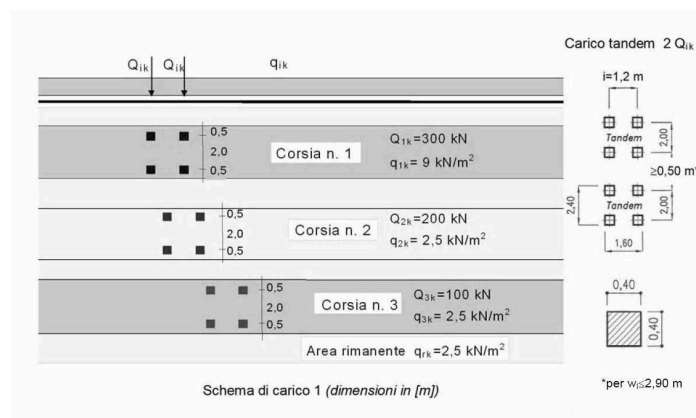 Carico tandem 2 Qik
Qik Qik qik
i=1,2 m
0,5
2,0
0,5
Corsia n. 1
Q1k=300 kN
q1k= 9 kN/m²
Tandem
2,00
≥0,50 m*
Tandem
2,00
2,40
1,60
0,5
2,0
0,5
Corsia n. 2
Q2k=200 kN
q2k= 2,5 kN/m²
0,5
2,0
0,5
Corsia n. 3
Q3k=100 kN
q3k= 2,5 kN/m²
0,40
0,40
Area rimanente qrk=2,5 kN/m²
Schema di carico 1 (dimensioni in [m])
*per wl≤2,90 m